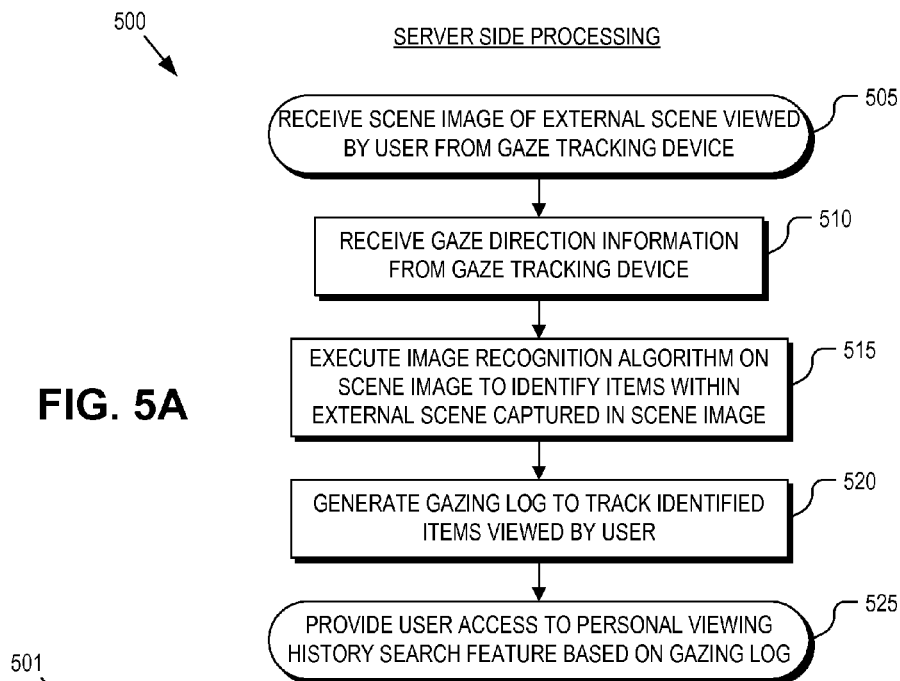 500
SERVER SIDE PROCESSING
RECEIVE SCENE IMAGE OF EXTERNAL SCENE VIEWED
BY USER FROM GAZE TRACKING DEVICE
505
RECEIVE GAZE DIRECTION INFORMATION
FROM GAZE TRACKING DEVICE
510
EXECUTE IMAGE RECOGNITION ALGORITHM ON
SCENE IMAGE TO IDENTIFY ITEMS WITHIN
EXTERNAL SCENE CAPTURED IN SCENE IMAGE
515
FIG. 5A
GENERATE GAZING LOG TO TRACK IDENTIFIED
ITEMS VIEWED BY USER
520
PROVIDE USER ACCESS TO PERSONAL VIEWING
HISTORY SEARCH FEATURE BASED ON GAZING LOG
525
501